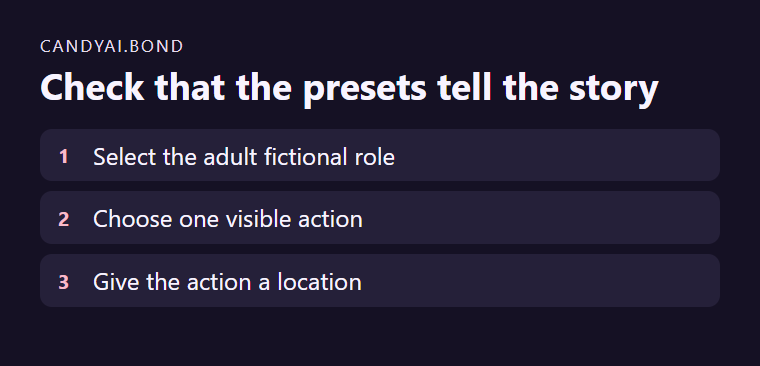 CANDYAI.BOND
Check that the presets tell the story
1 Select the adult fictional role
2 Choose one visible action
3 Give the action a location